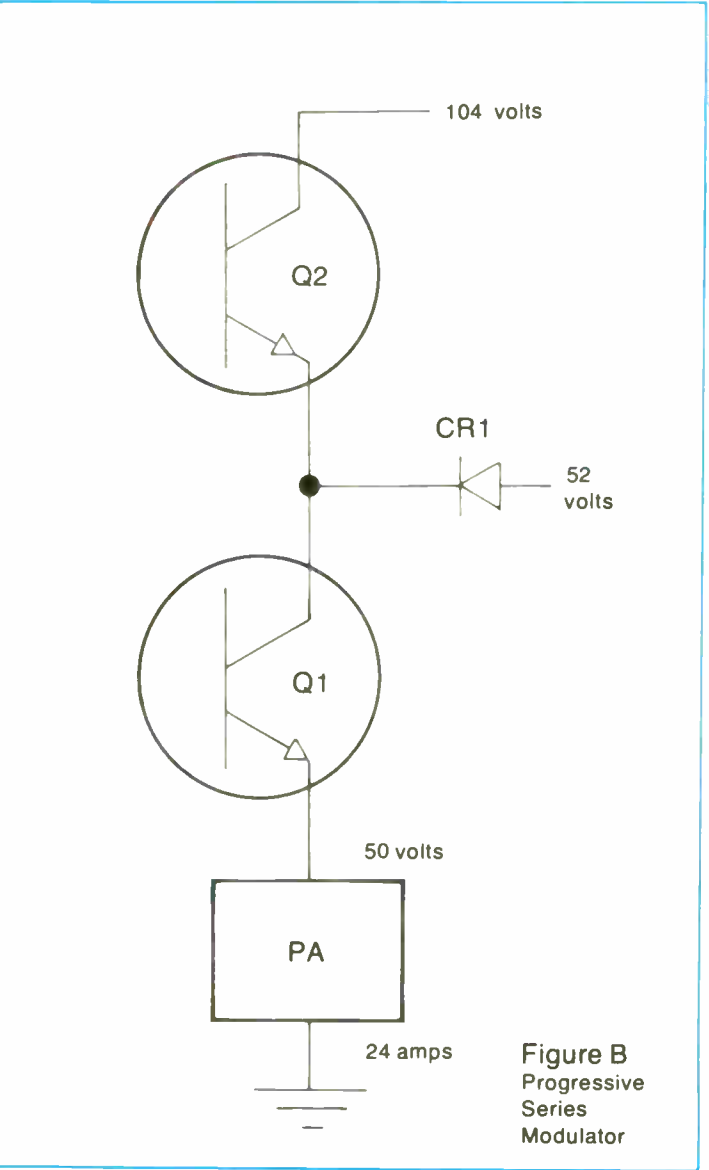 104 volts
Q2
CR1
52
volts
Q1
50 volts
PA
24 amps
Figure B
Progressive
Series
Modulator